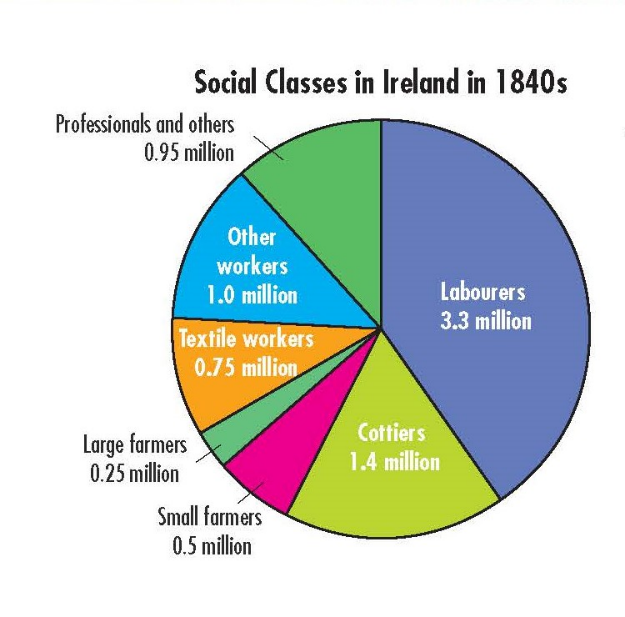 Social Classes in Ireland in 1840s
Professionals and others
0.95 million
Other
workers
1.0 million
Labourers
3.3 million
Textile workers
0.75 million
Cottiers
1.4 million
Large farmers
0.25 million
Small farmers
0.5 million